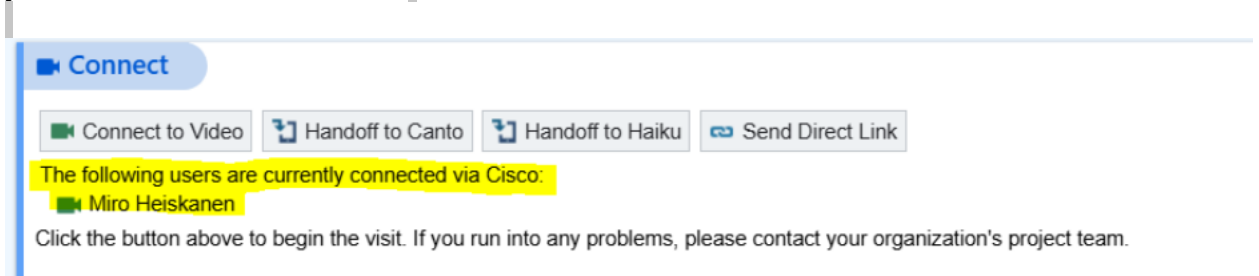 Connect
Connect to Video Handoff to Canto Handoff to Haiku Send Direct Link
The following users are currently connected via Cisco:
Miro Heiskanen
Click the button above to begin the visit. If you run into any problems, please contact your organization's project team.